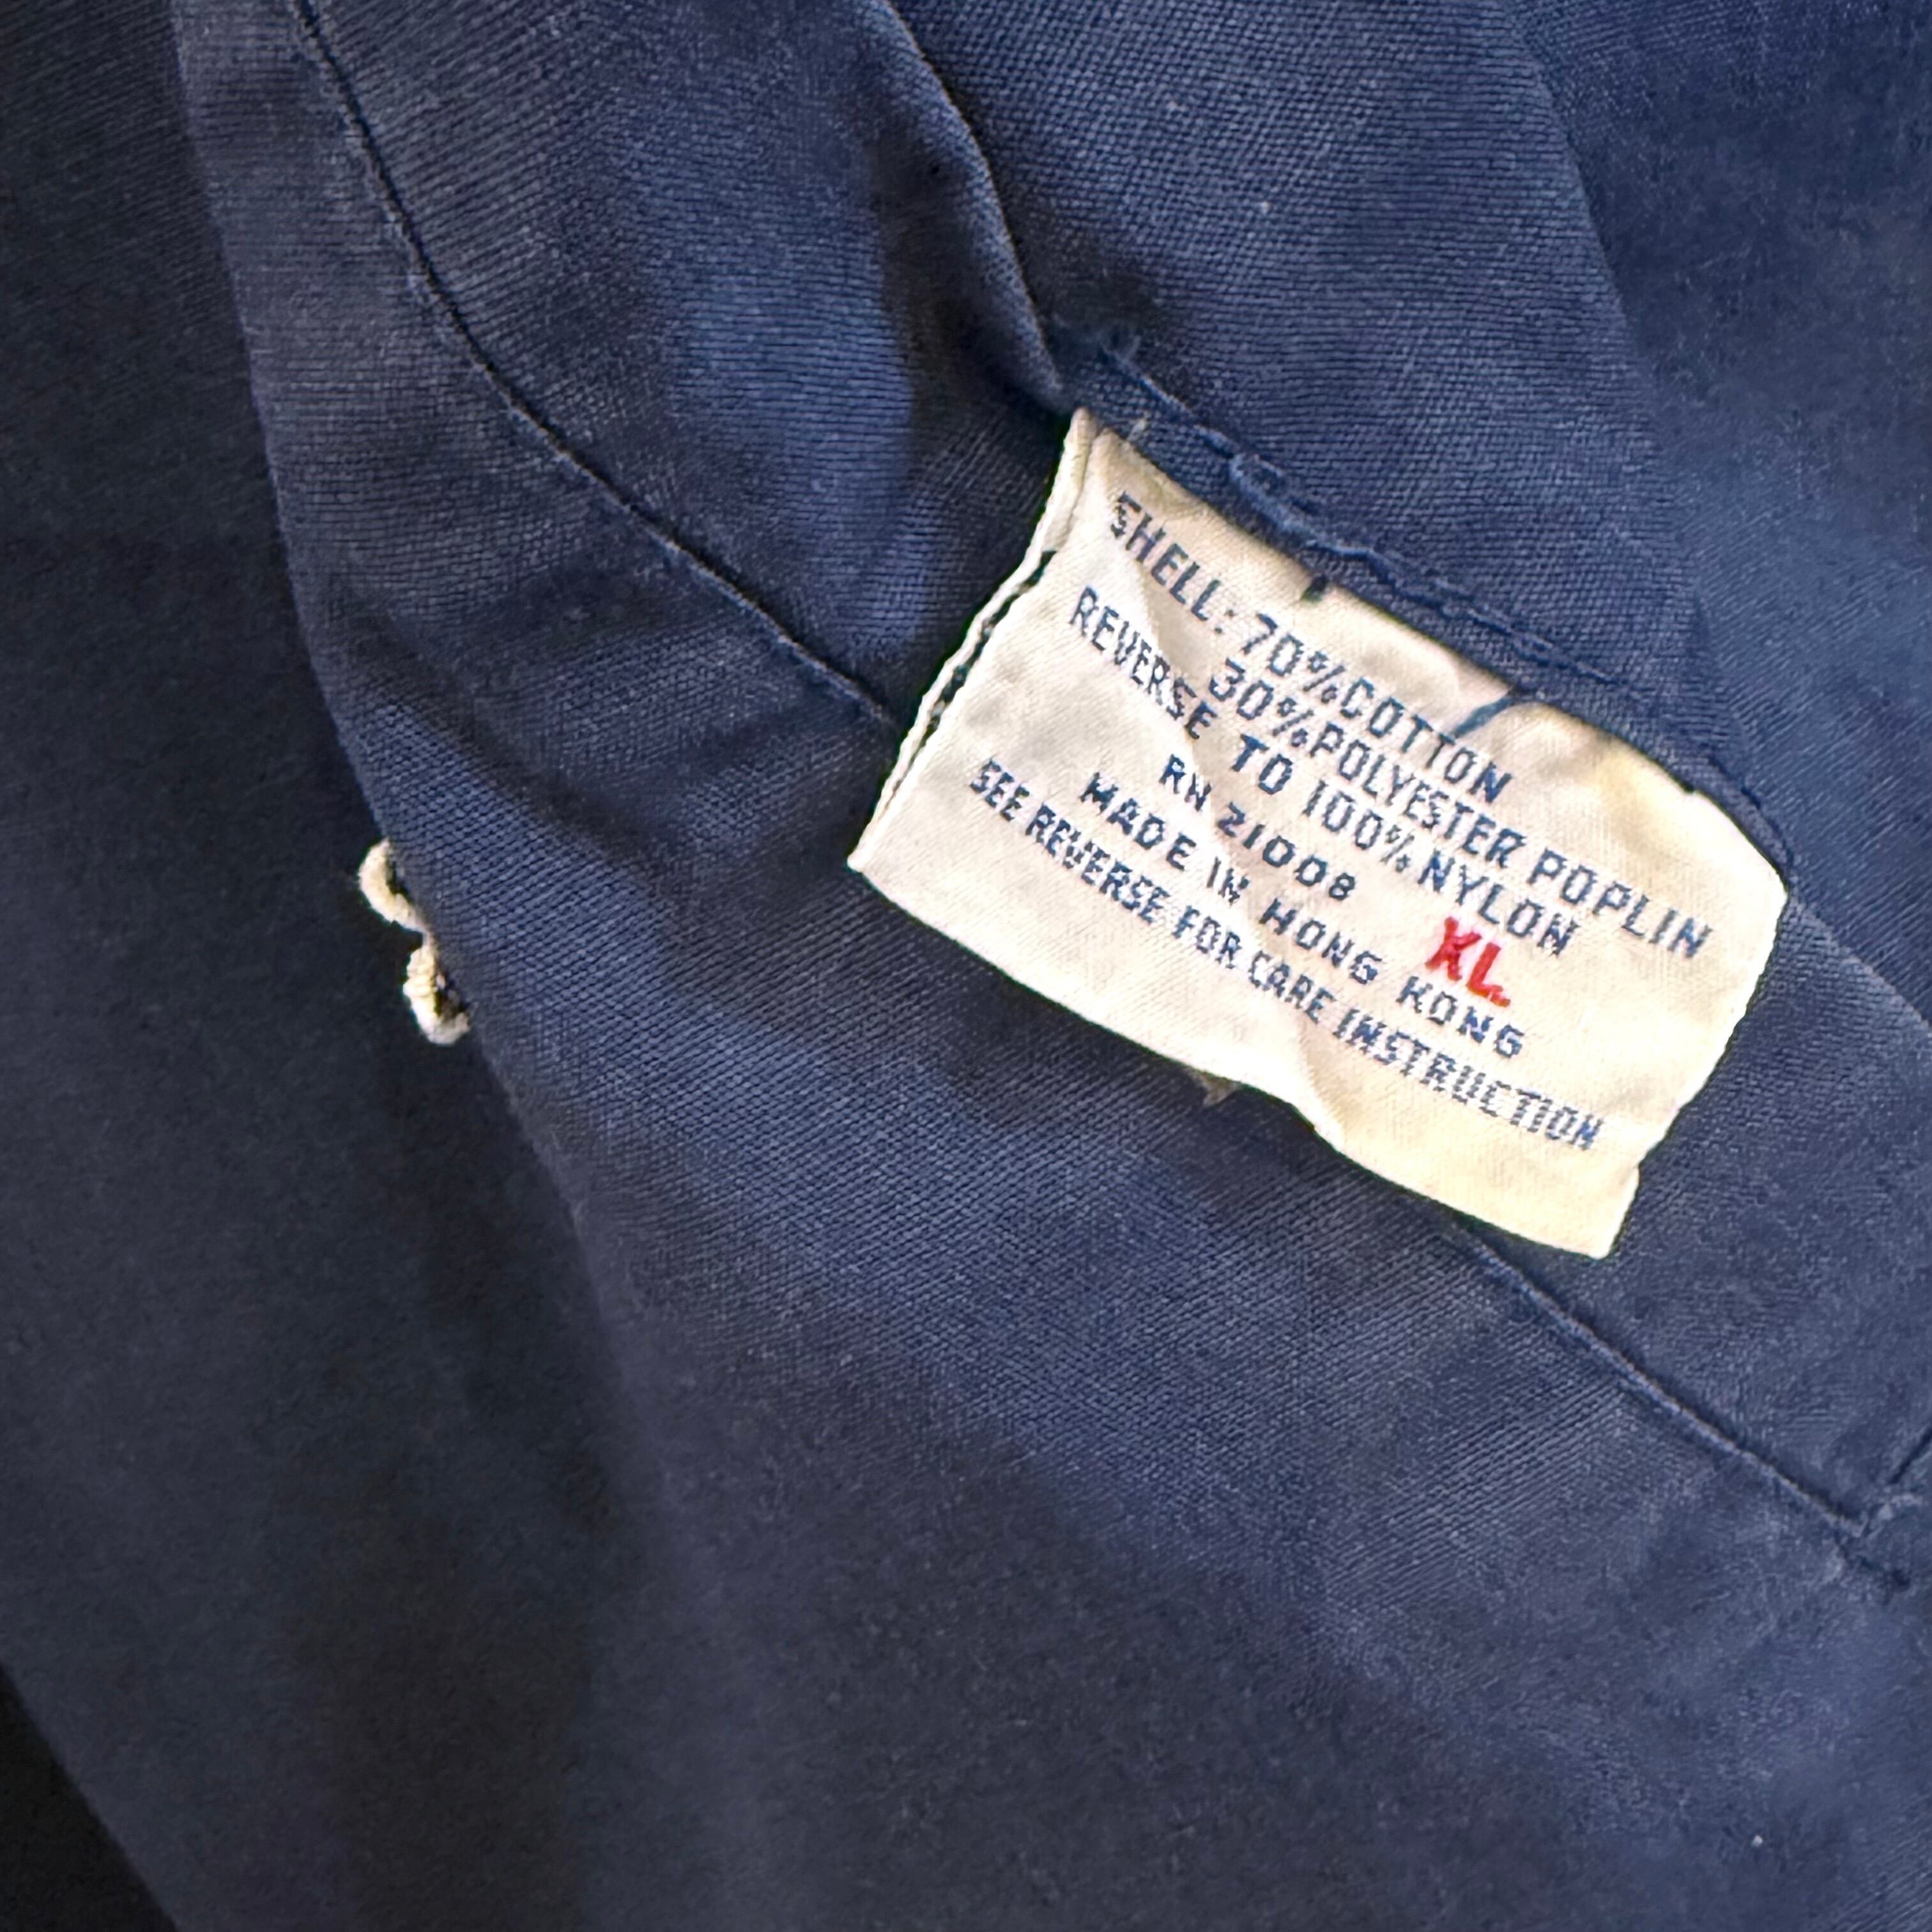 SHELL: 70%COTTON
30%POLYESTER POPLIN
REVERSE TO 100%NYLON
RN 21008
XL.
MADE IN HONG KONG
SEE REVERSE FOR CARE INSTRUCTION